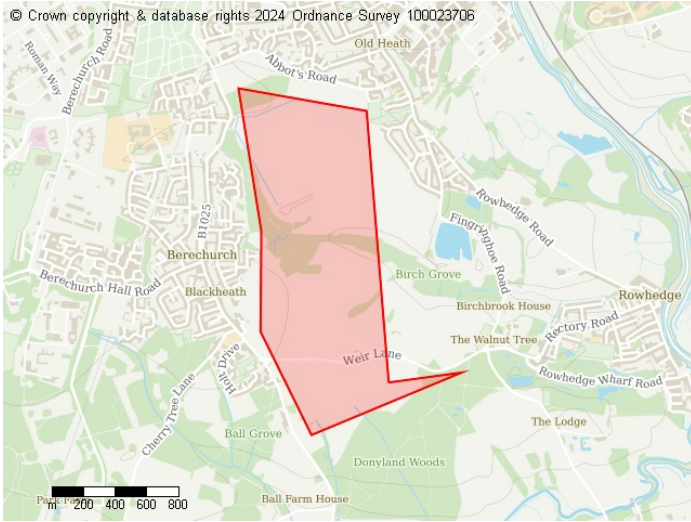 © Crown copyright & database rights 2024 Ordnance Survey 100023706
Old Heath
Abbot's Road
Roman Way
Berechurch Road
B1025
Rowhedge Road
Fingringhoe Road
Berechurch
Birch Grove
Berechurch Hall Road
Blackheath
Birchbrook House
Rowhedge
Rectory Road
The Walnut Tree
Weir Lane
Holt Drive
Rowhedge Wharf Road
Cherry Tree Lane
The Lodge
Ball Grove
Donyland Woods
Ball Farm House
m 200 400 600 800